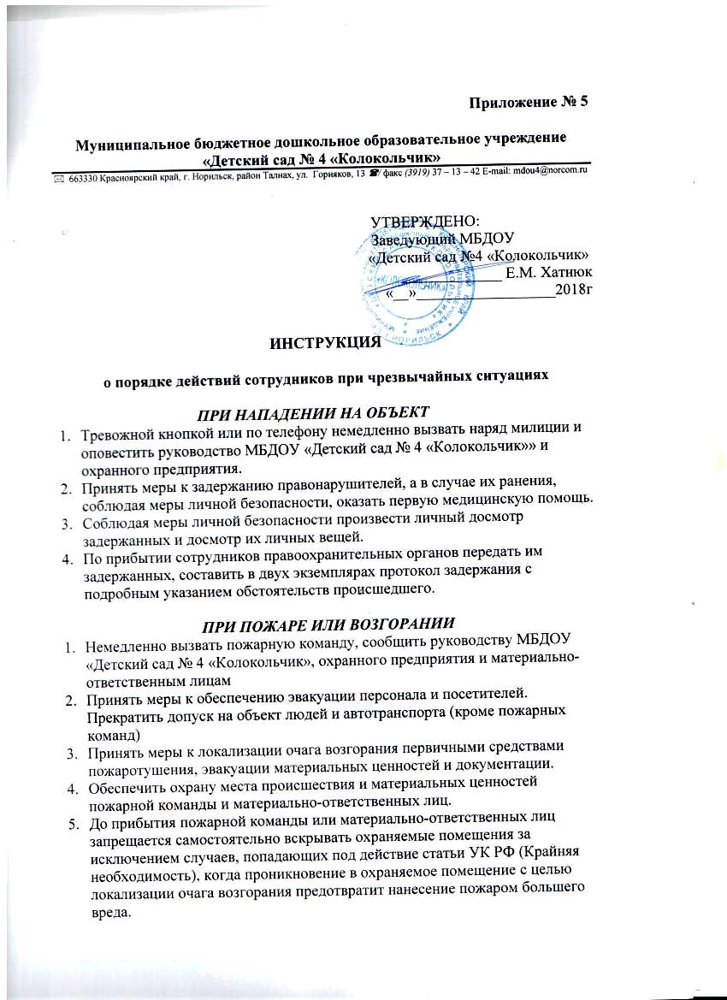 Приложение № 5
Муниципальное бюджетное дошкольное образовательное учреждение
«Детский сад № 4 «Колокольчик»
663330 Красноярский край, г. Норильск, район Талнах, ул. Горняков, 13 / факс (3919) 37 – 13 – 42 E-mail: mdou4@norcom.ru
УТВЕРЖДЕНО:
Заведующий МБДОУ
«Детский сад №4 «Колокольчик»
__________________ Е.М. Хатнюк
«__»__________________2018г
«КОЛОКОЛЬЧИК»
ИНСТРУКЦИЯ
о порядке действий сотрудников при чрезвычайных ситуациях
ПРИ НАПАДЕНИИ НА ОБЪЕКТ
1. Тревожной кнопкой или по телефону немедленно вызвать наряд милиции и
оповестить руководство МБДОУ «Детский сад № 4 «Колокольчик»» и
охранного предприятия.
2. Принять меры к задержанию правонарушителей, а в случае их ранения,
соблюдая меры личной безопасности, оказать первую медицинскую помощь.
3. Соблюдая меры личной безопасности произвести личный досмотр
задержанных и досмотр их личных вещей.
4. По прибытии сотрудников правоохранительных органов передать им
задержанных, составить в двух экземплярах протокол задержания с
подробным указанием обстоятельств происшедшего.
ПРИ ПОЖАРЕ ИЛИ ВОЗГОРАНИИ
1. Немедленно вызвать пожарную команду, сообщить руководству МБДОУ
«Детский сад № 4 «Колокольчик», охранного предприятия и материально-
ответственным лицам
2. Принять меры к обеспечению эвакуации персонала и посетителей.
Прекратить допуск на объект людей и автотранспорта (кроме пожарных
команд)
3. Принять меры к локализации очага возгорания первичными средствами
пожаротушения, эвакуации материальных ценностей и документации.
4. Обеспечить охрану места происшествия и материальных ценностей
пожарной команды и материально-ответственных лиц.
5. До прибытия пожарной команды или материально-ответственных лиц
запрещается самостоятельно вскрывать охраняемые помещения за
исключением случаев, попадающих под действие статьи УК РФ (Крайняя
необходимость), когда проникновение в охраняемое помещение с целью
локализации очага возгорания предотвратит нанесение пожаром большего
вреда.